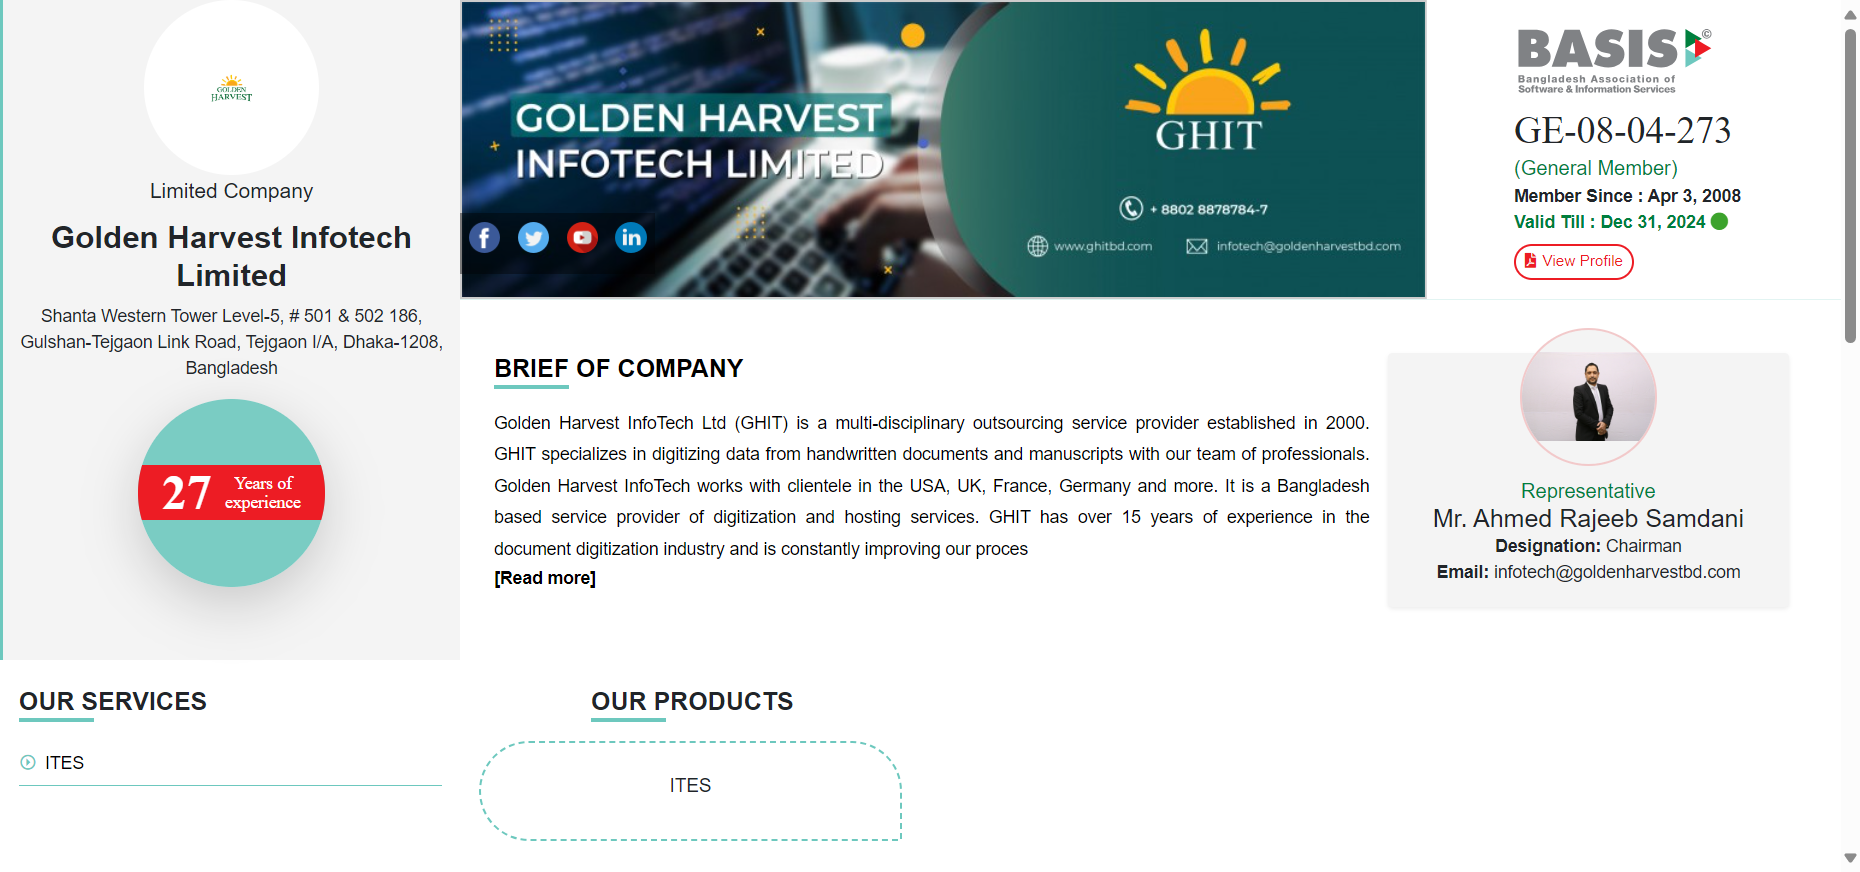 GOLDEN
HARVEST
Limited Company
Golden Harvest Infotech
Limited
Shanta Western Tower Level-5, # 501 & 502 186,
Gulshan-Tejgaon Link Road, Tejgaon I/A, Dhaka-1208,
Bangladesh
27 Years of
experience
GOLDEN HARVEST
INFOTECH LIMITED
GHIT
+ 8802 8878784-7
www.ghitbd.com infotech@goldenharvestbd.com
BASIS ©
Bangladesh Association of
Software & Information Services
GE-08-04-273
(General Member)
Member Since : Apr 3, 2008
Valid Till : Dec 31, 2024
View Profile
BRIEF OF COMPANY
Golden Harvest InfoTech Ltd (GHIT) is a multi-disciplinary outsourcing service provider established in 2000.
GHIT specializes in digitizing data from handwritten documents and manuscripts with our team of professionals.
Golden Harvest InfoTech works with clientele in the USA, UK, France, Germany and more. It is a Bangladesh
based service provider of digitization and hosting services. GHIT has over 15 years of experience in the
document digitization industry and is constantly improving our proces
[Read more]
Representative
Mr. Ahmed Rajeeb Samdani
Designation: Chairman
Email: infotech@goldenharvestbd.com
OUR SERVICES
ITES
OUR PRODUCTS
ITES